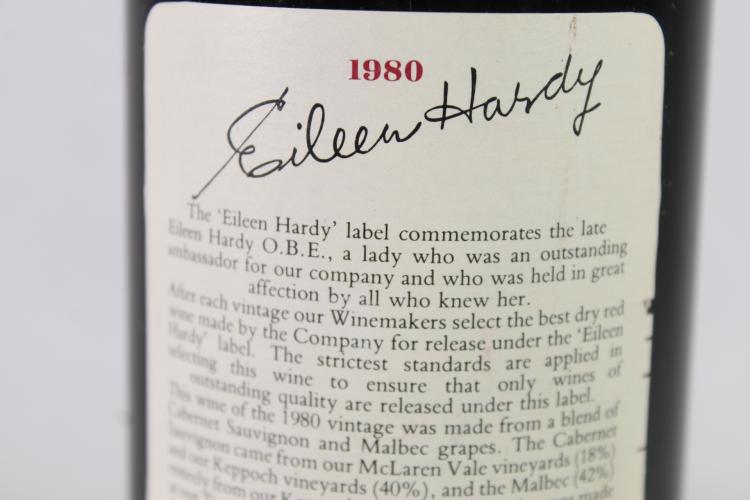 1980
Eileen Hardy
The 'Eileen Hardy' label commemorates the late
Eileen Hardy O.B.E., a lady who was an outstanding
ambassador for our company and who was held in great
affection by all who knew her.
After each vintage our Winemakers select the best dry red
wine made by the Company for release under the 'Eileen
Hardy' label. The strictest standards are applied in
selecting this wine to ensure that only wines of
outstanding quality are released under this label.
This wine of the 1980 vintage was made from a blend of
Cabernet Sauvignon and Malbec grapes. The Cabernet
Sauvignon came from our McLaren Vale vineyards (18%)
and our Keppoch vineyards (40%), and the Malbec (42%)
entirely from our